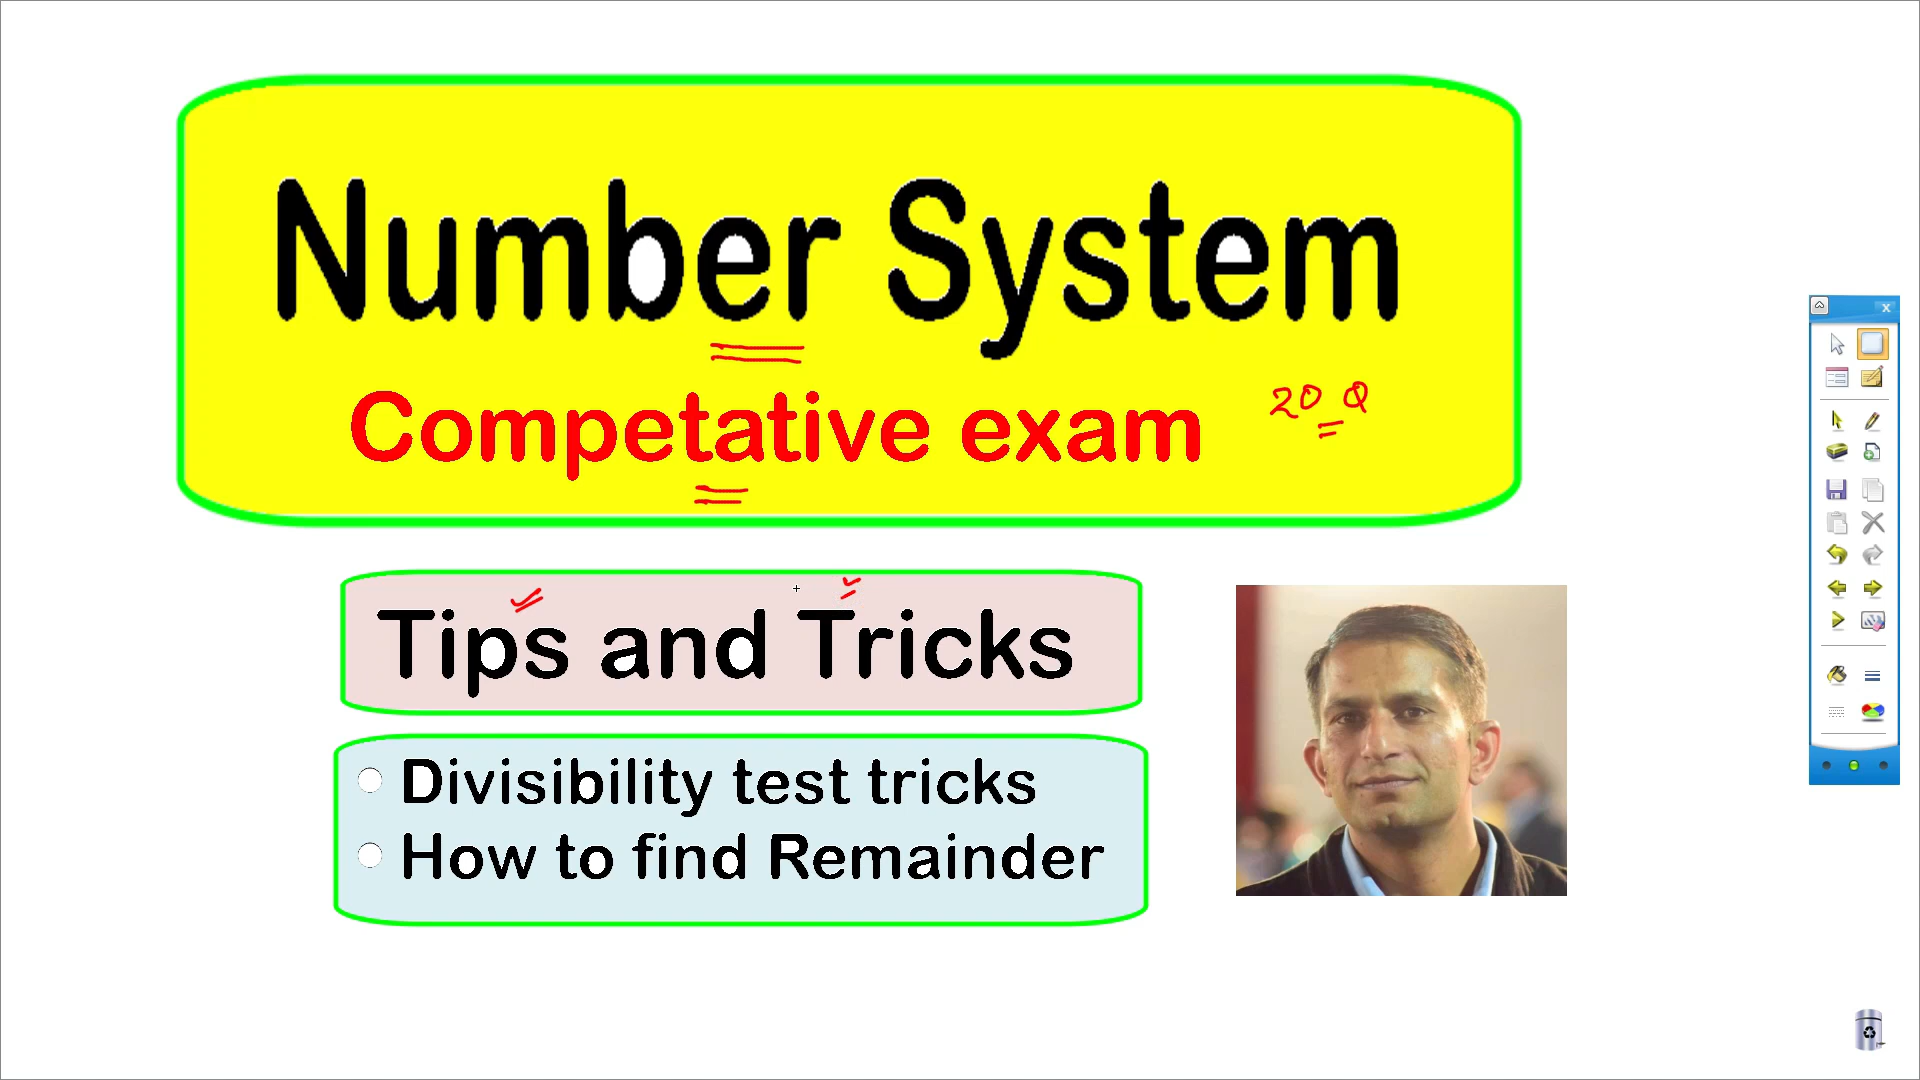 Number System
Competative exam
20 Q
Tips and Tricks
Divisibility test tricks
How to find Remainder